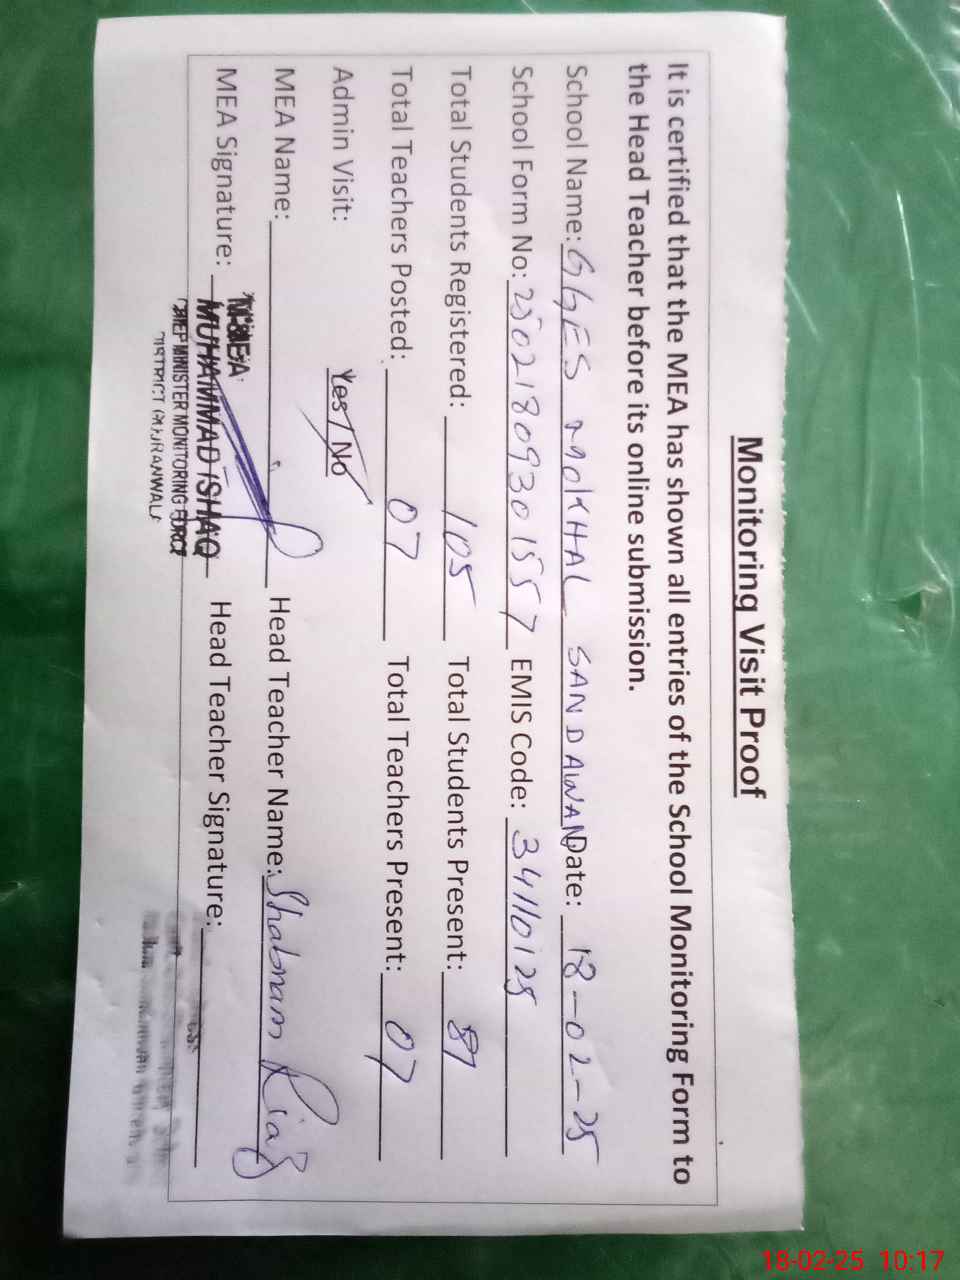 Monitoring Visit Proof
It is certified that the MEA has shown all entries of the School Monitoring Form to
the Head Teacher before its online submission.
School Name: GGES MOKHAL SANDAWAN Date: 18-02-25
School Form No: 2502180930157 EMIS Code: 34110125
Total Students Registered: 105 Total Students Present: 87
Total Teachers Posted: 07 Total Teachers Present: 07
Admin Visit: Yes / No
MEA Name: Head Teacher Name: Shabnam Riaz
MEA Signature: Head Teacher Signature:
MEA
MUHAMMAD ISHAQ
CHIEF MINISTER MONITORING FORCE
DISTRICT GUJRANWALA
18-02-25 10:17